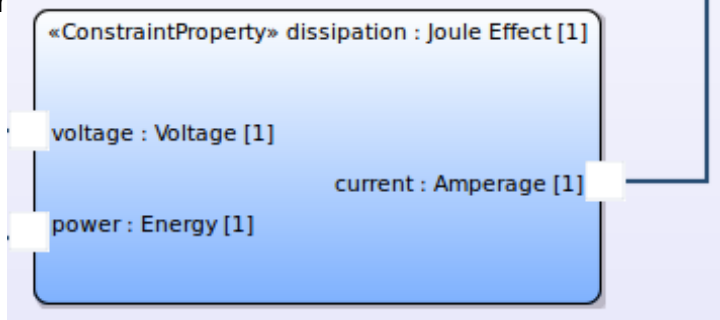 «ConstraintProperty» dissipation : Joule Effect [1]
voltage : Voltage [1]
current : Amperage [1]
power : Energy [1]